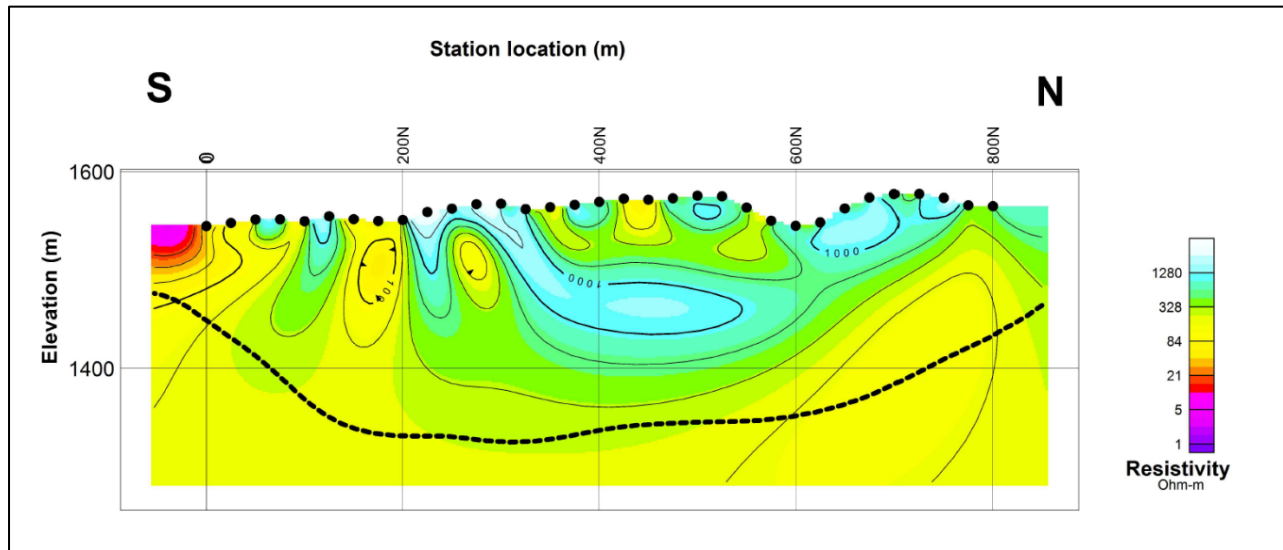 Station location (m)
S
N
0
200N
400N
600N
800N
1600
1400
Elevation (m)
100
1000
1000
1280
328
84
21
5
1
Resistivity
Ohm-m